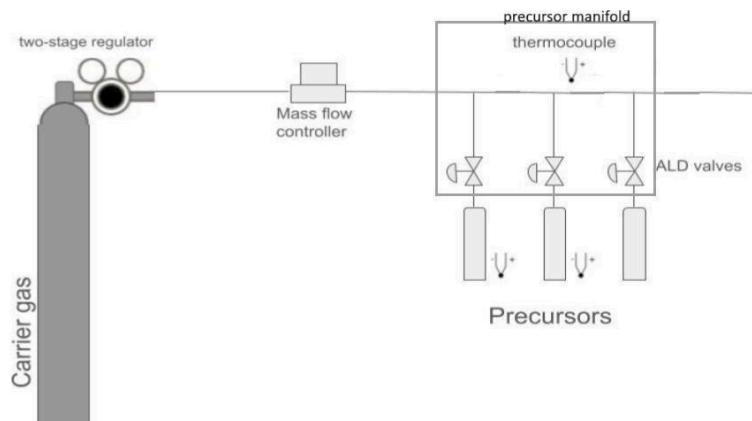 precursor manifold
two-stage regulator
thermocouple
- +
Mass flow
controller
ALD valves
- +
- +
Precursors
Carrier gas